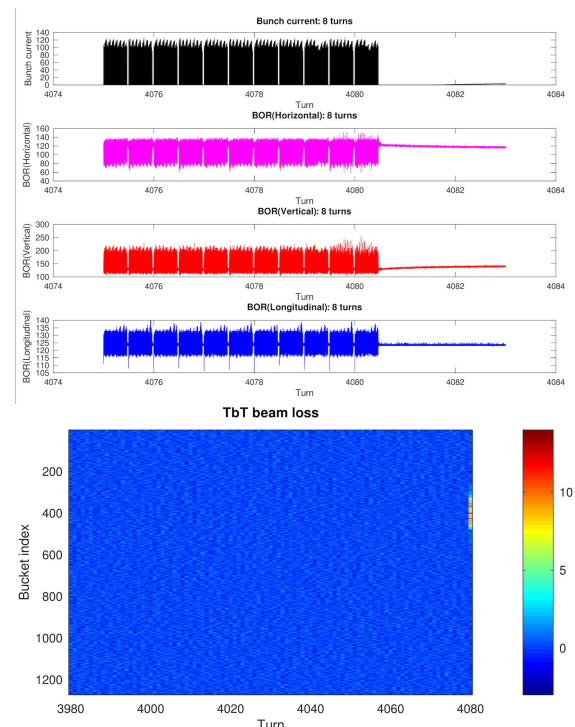 Bunch current: 8 turns
Bunch current
140
120
100
80
60
40
20
0
4074 4076 4078 4080 4082 4084
Turn
BOR(Horizontal): 8 turns
BOR(Horizontal)
160
140
120
100
80
60
40
4074 4076 4078 4080 4082 4084
Turn
BOR(Vertical): 8 turns
BOR(Vertical)
300
250
200
150
100
4074 4076 4078 4080 4082 4084
Turn
BOR(Longitudinal): 8 turns
BOR(Longitudinal)
140
135
130
125
120
115
110
105
4074 4076 4078 4080 4082 4084
Turn
TbT beam loss
Bucket index
200
400
600
800
1000
1200
3980 4000 4020 4040 4060 4080
Turn
10
5
0